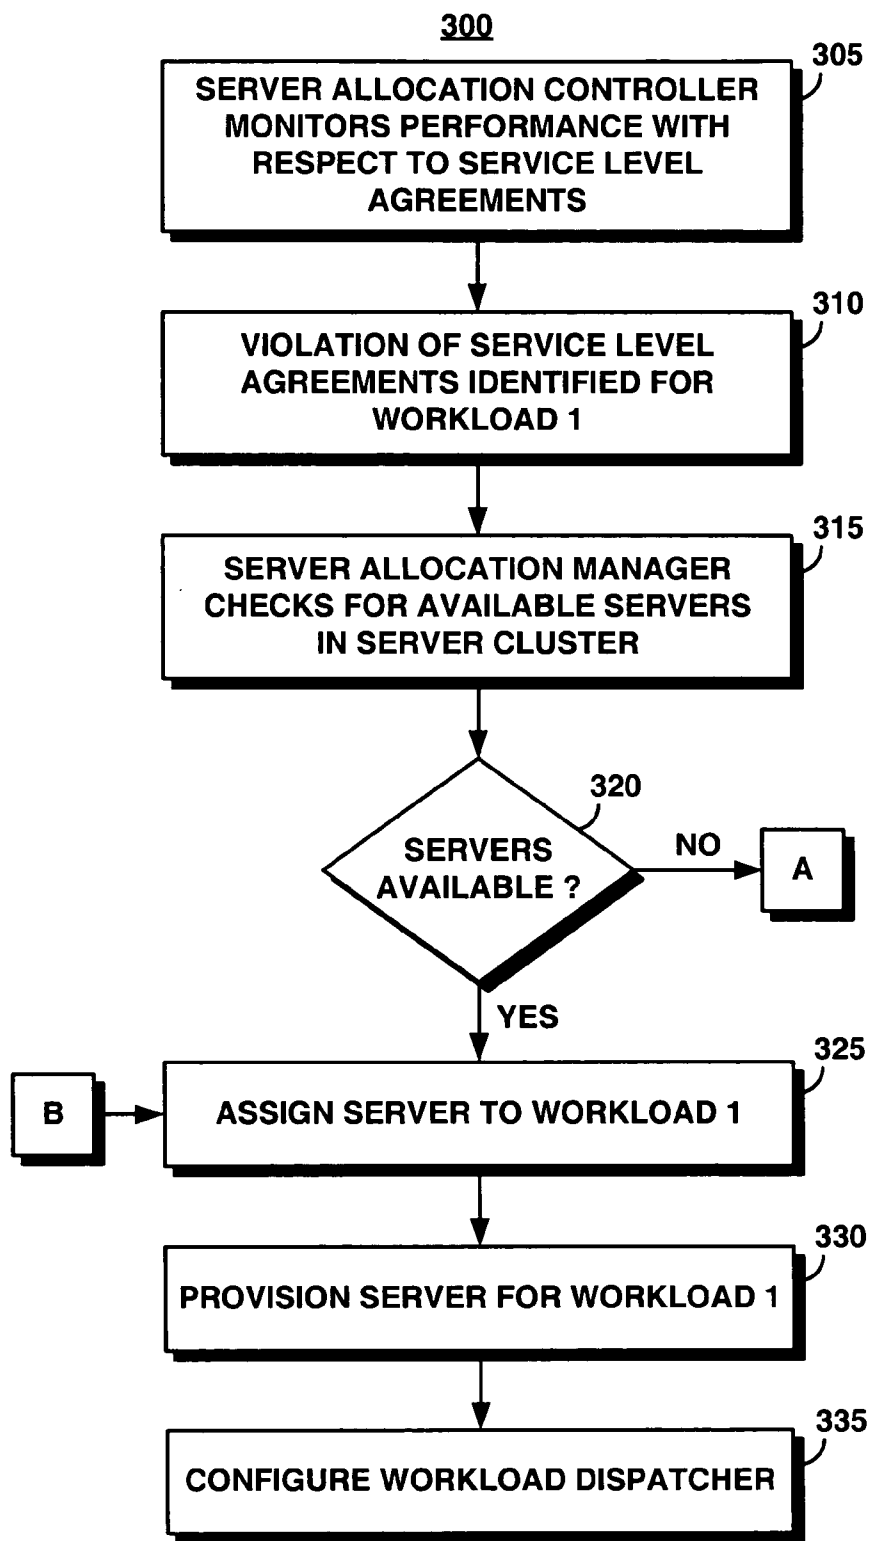 300
305
SERVER ALLOCATION CONTROLLER
MONITORS PERFORMANCE WITH
RESPECT TO SERVICE LEVEL
AGREEMENTS
310
VIOLATION OF SERVICE LEVEL
AGREEMENTS IDENTIFIED FOR
WORKLOAD 1
315
SERVER ALLOCATION MANAGER
CHECKS FOR AVAILABLE SERVERS
IN SERVER CLUSTER
320
SERVERS
AVAILABLE ?
NO
A
YES
325
B
ASSIGN SERVER TO WORKLOAD 1
330
PROVISION SERVER FOR WORKLOAD 1
335
CONFIGURE WORKLOAD DISPATCHER